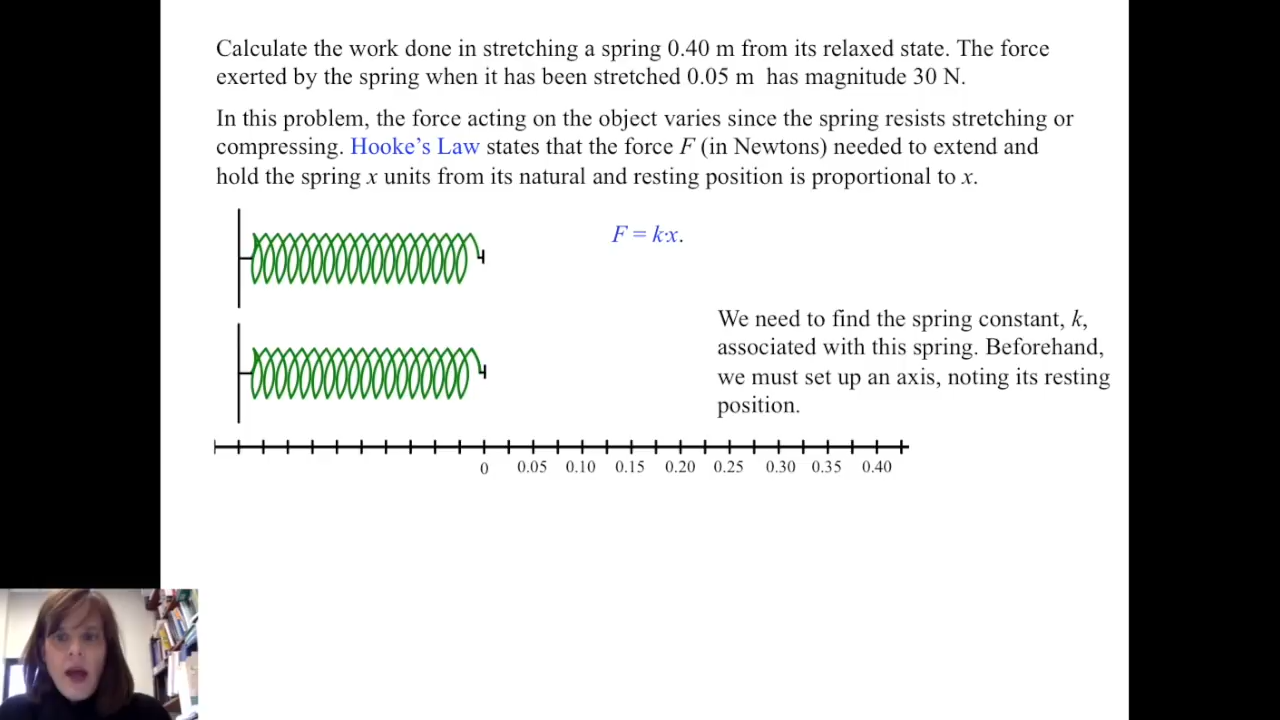 Calculate the work done in stretching a spring 0.40 m from its relaxed state. The force
exerted by the spring when it has been stretched 0.05 m has magnitude 30 N.
In this problem, the force acting on the object varies since the spring resists stretching or
compressing. Hooke's Law states that the force F (in Newtons) needed to extend and
hold the spring x units from its natural and resting position is proportional to x.
F = k·x.
We need to find the spring constant, k,
associated with this spring. Beforehand,
we must set up an axis, noting its resting
position.
0 0.05 0.10 0.15 0.20 0.25 0.30 0.35 0.40